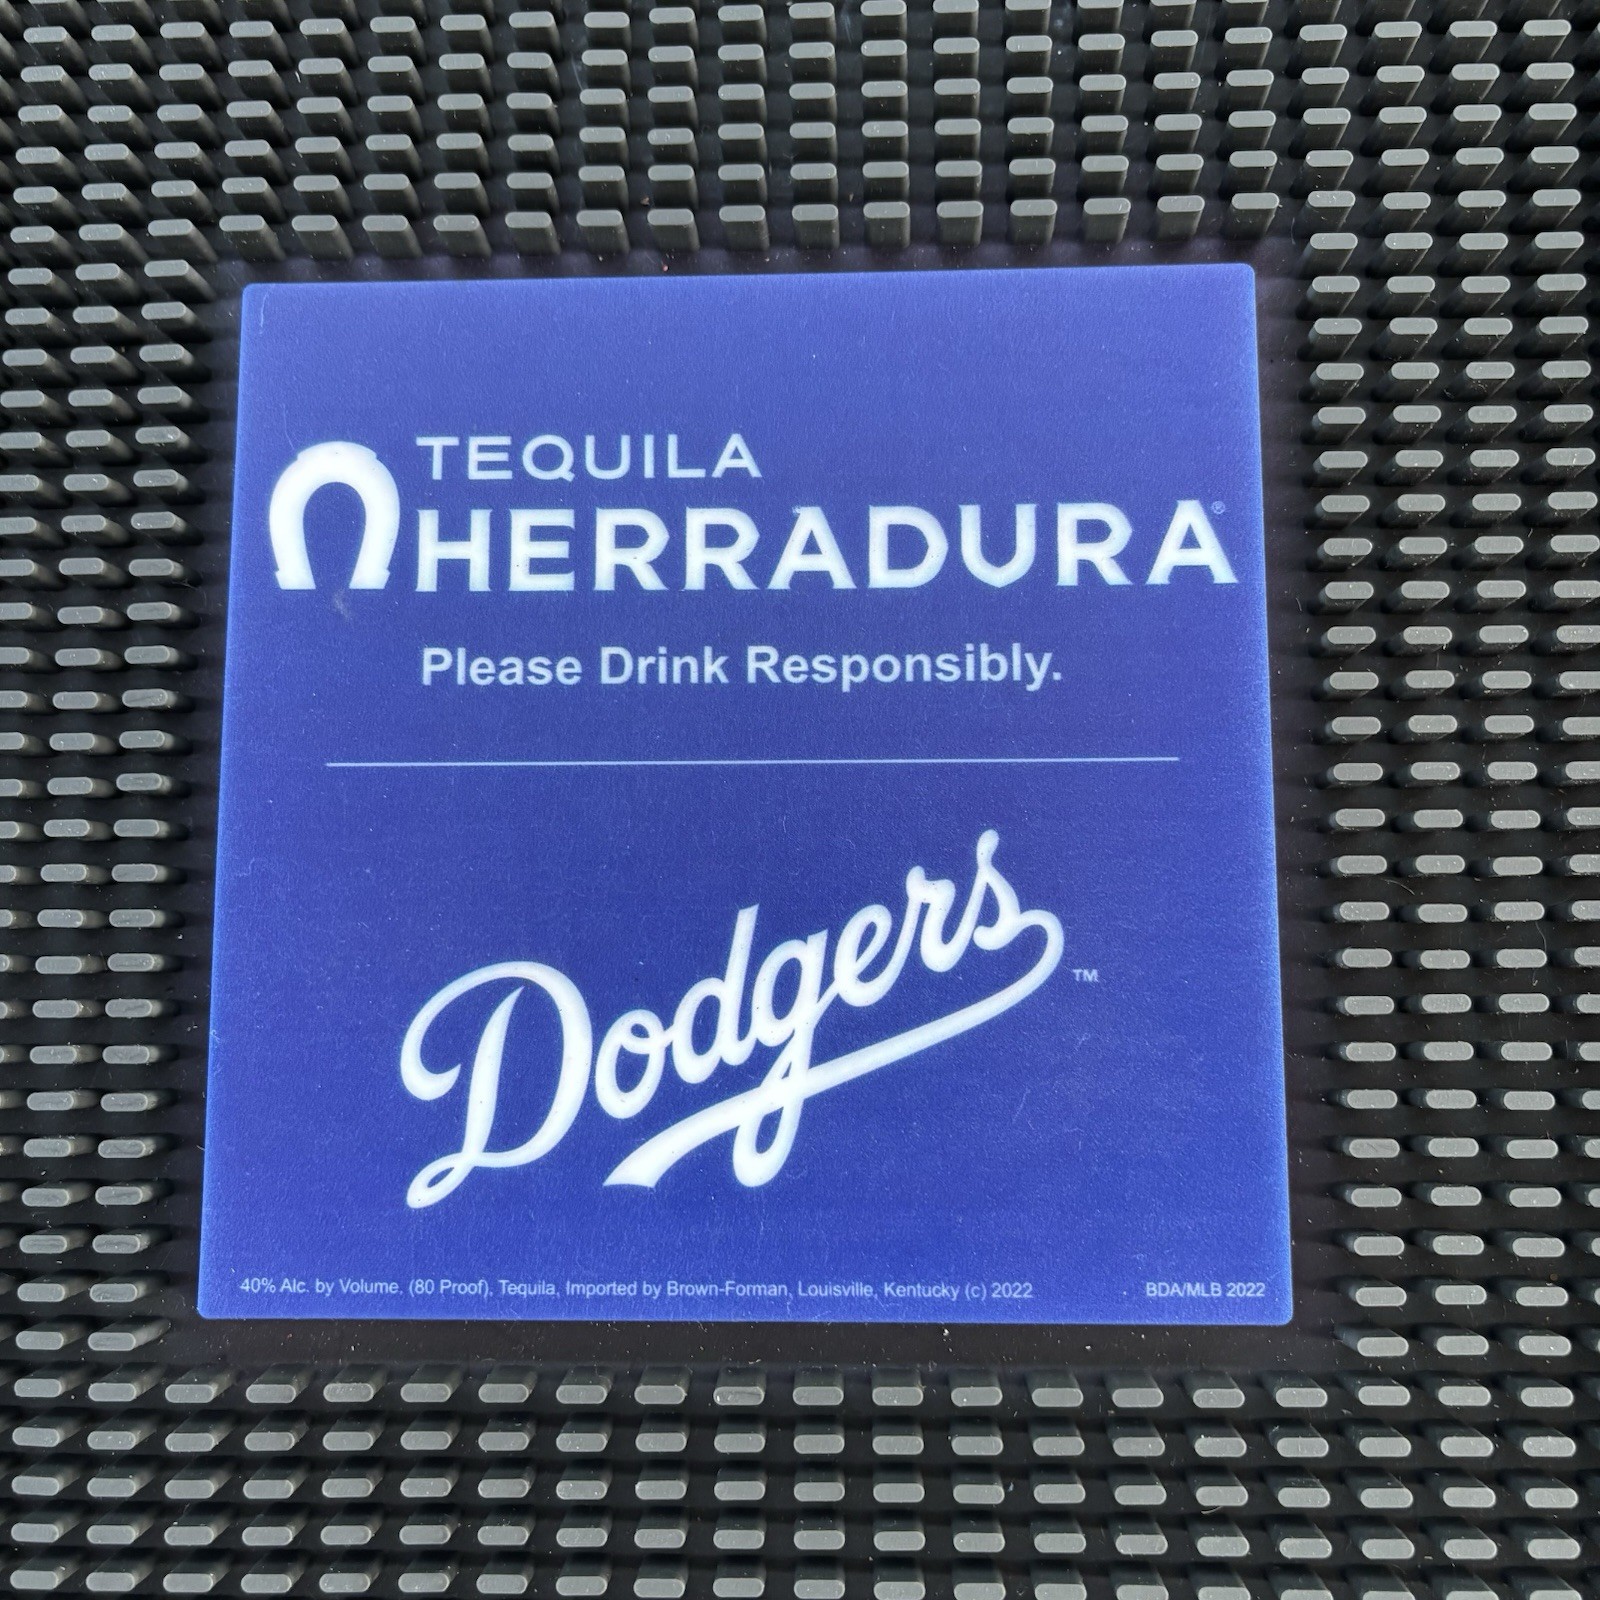 TEQUILA
HERRADURA®
Please Drink Responsibly.
Dodgers™
40% Alc. by Volume. (80 Proof), Tequila, Imported by Brown-Forman, Louisville, Kentucky (c) 2022
BDA/MLB 2022